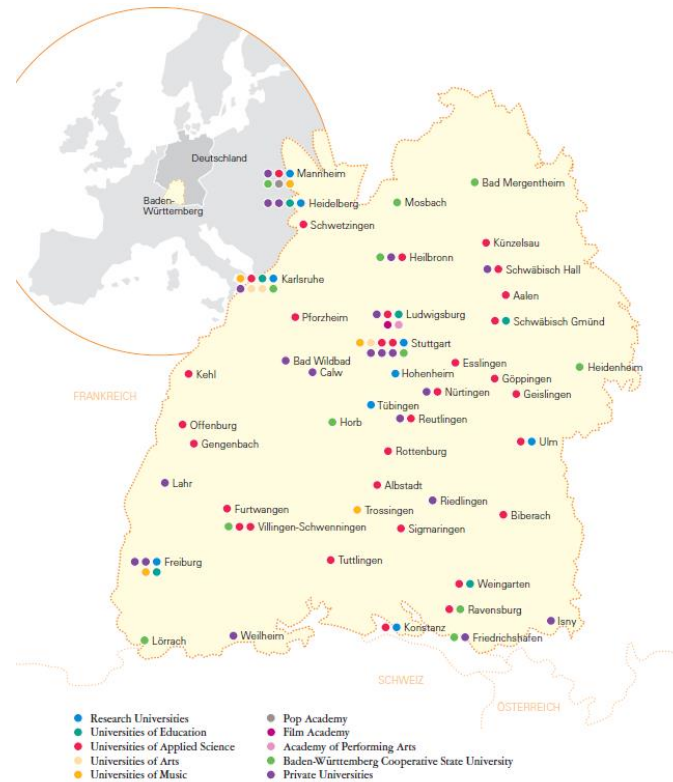 Deutschland
Baden-
Württemberg
Mannheim
Heidelberg
Schwetzingen
Mosbach
Bad Mergentheim
Künzelsau
Heilbronn
Schwäbisch Hall
Karlsruhe
Aalen
Pforzheim
Ludwigsburg
Schwäbisch Gmünd
Stuttgart
Bad Wildbad
Esslingen
Heidenheim
Kehl
Calw
Hohenheim
Göppingen
FRANKREICH
Nürtingen
Geislingen
Tübingen
Offenburg
Horb
Reutlingen
Gengenbach
Ulm
Rottenburg
Lahr
Albstadt
Riedlingen
Furtwangen
Trossingen
Biberach
Villingen-Schwenningen
Sigmaringen
Freiburg
Tuttlingen
Weingarten
Ravensburg
Isny
Konstanz
Lörrach
Weilheim
Friedrichshafen
SCHWEIZ
ÖSTERREICH
Research Universities
Universities of Education
Universities of Applied Science
Universities of Arts
Universities of Music
Pop Academy
Film Academy
Academy of Performing Arts
Baden-Württemberg Cooperative State University
Private Universities